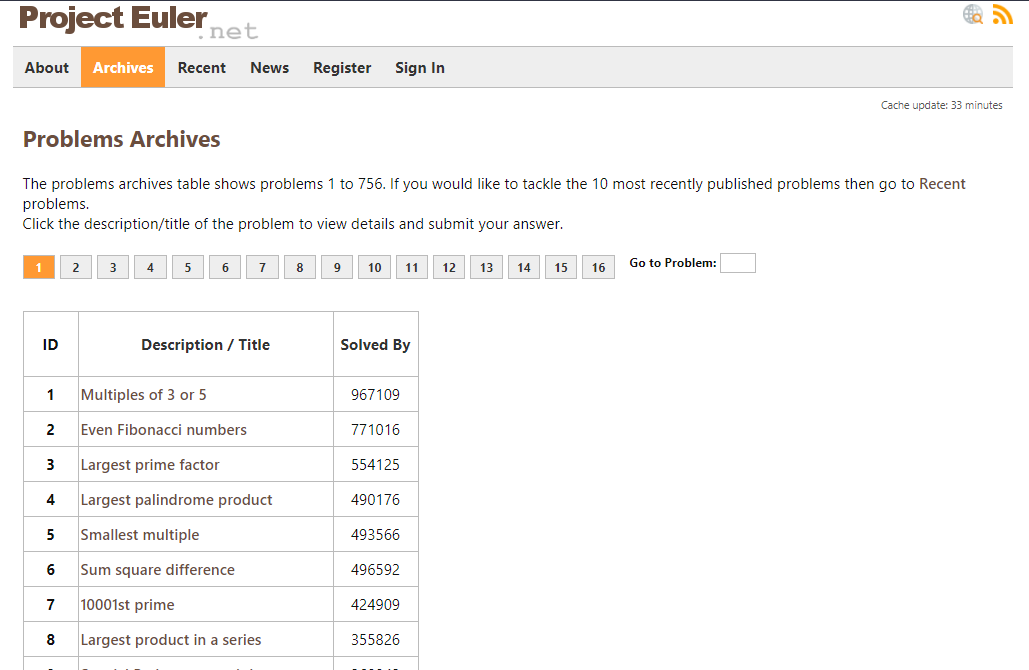 Project Euler
.net
About Archives Recent News Register Sign In
Cache update: 33 minutes
Problems Archives
The problems archives table shows problems 1 to 756. If you would like to tackle the 10 most recently published problems then go to Recent
problems.
Click the description/title of the problem to view details and submit your answer.
1 2 3 4 5 6 7 8 9 10 11 12 13 14 15 16 Go to Problem:
ID Description / Title Solved By
1 Multiples of 3 or 5 967109
2 Even Fibonacci numbers 771016
3 Largest prime factor 554125
4 Largest palindrome product 490176
5 Smallest multiple 493566
6 Sum square difference 496592
7 10001st prime 424909
8 Largest product in a series 355826